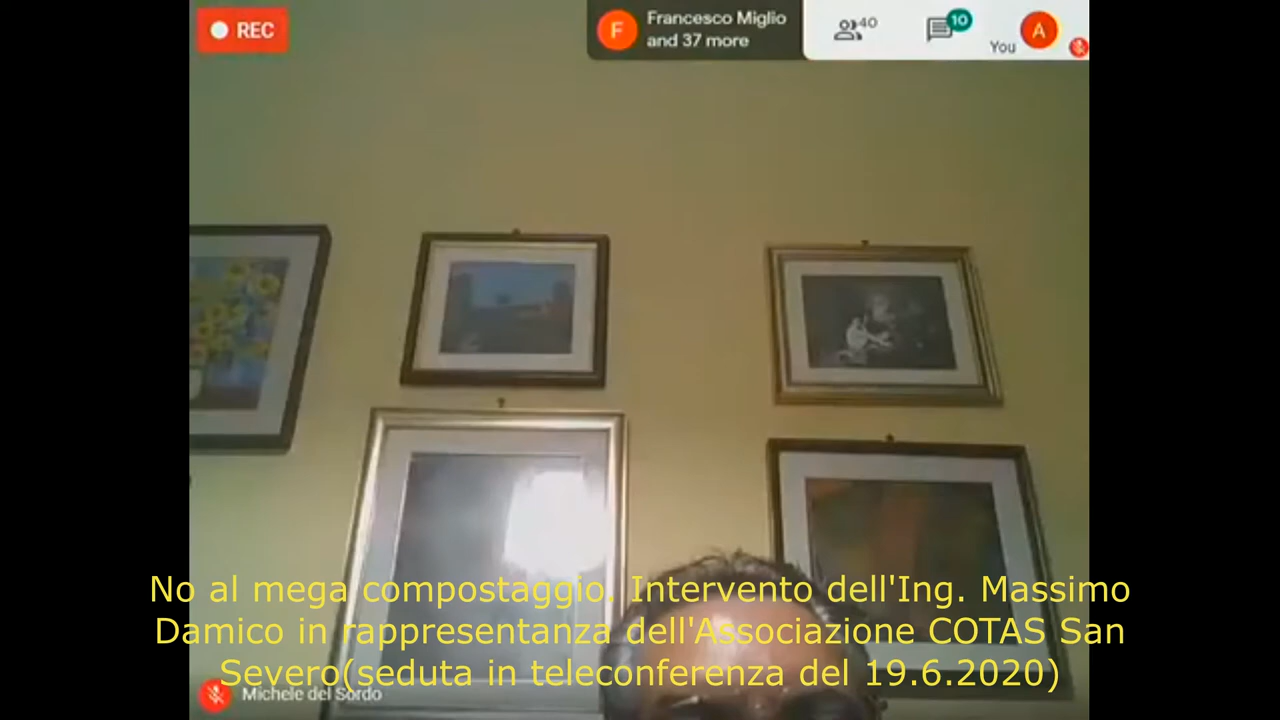 REC
Francesco Miglio
and 37 more
F
40
10
You
A
No al mega compostaggio. Intervento dell'Ing. Massimo
Damico in rappresentanza dell'Associazione COTAS San
Severo(seduta in teleconferenza del 19.6.2020)
Michele del Sordo